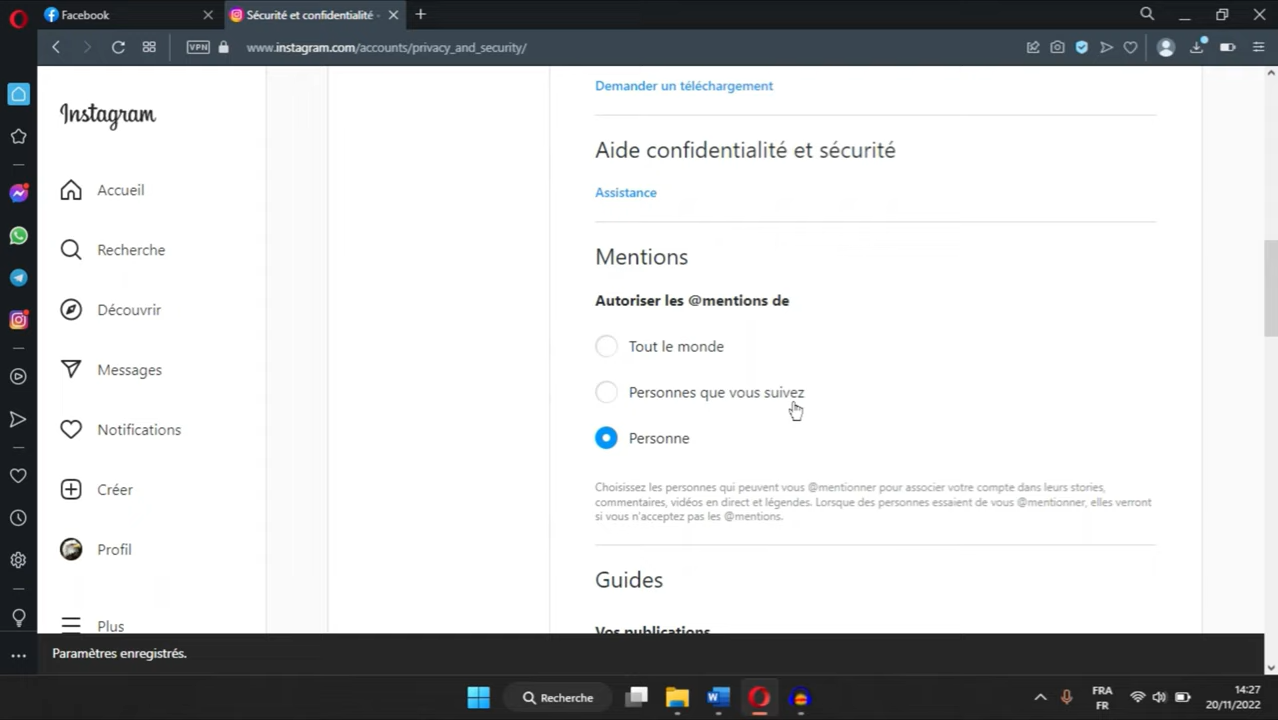 Facebook
Sécurité et confidentialité -
VPN
www.instagram.com/accounts/privacy_and_security/
Instagram
Accueil
Recherche
Découvrir
Messages
Notifications
Créer
Profil
Plus
Demander un téléchargement
Aide confidentialité et sécurité
Assistance
Mentions
Autoriser les @mentions de
Tout le monde
Personnes que vous suivez
Personne
Choisissez les personnes qui peuvent vous @mentionner pour associer votre compte dans leurs stories,
commentaires, vidéos en direct et légendes. Lorsque des personnes essaient de vous @mentionner, elles verront
si vous n'acceptez pas les @mentions.
Guides
Vos publications
Paramètres enregistrés.
Recherche
FRA
FR
14:27
20/11/2022